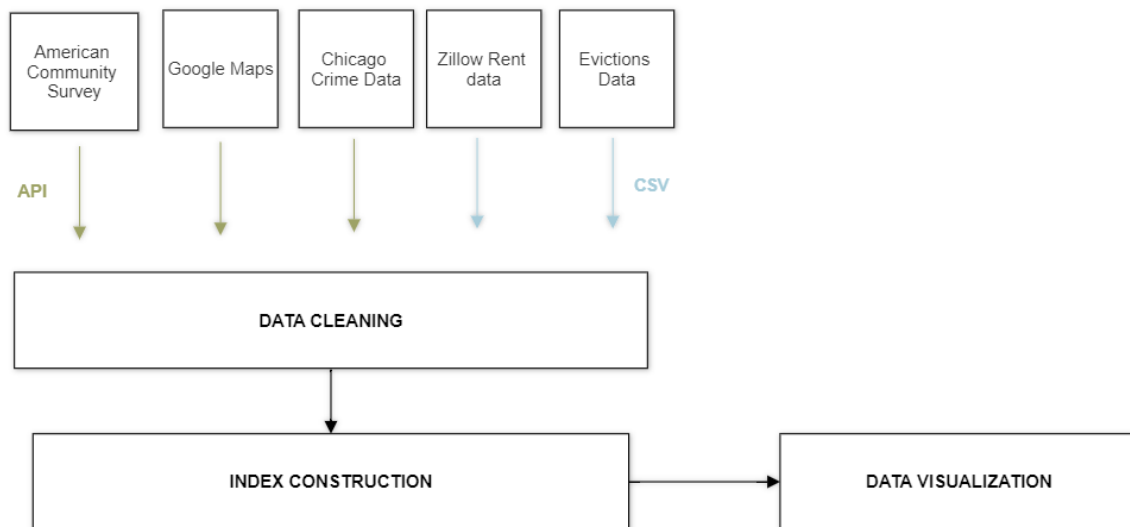 American
Community
Survey
Google Maps
Chicago
Crime Data
Zillow Rent
data
Evictions
Data
API
CSV
DATA CLEANING
INDEX CONSTRUCTION
DATA VISUALIZATION